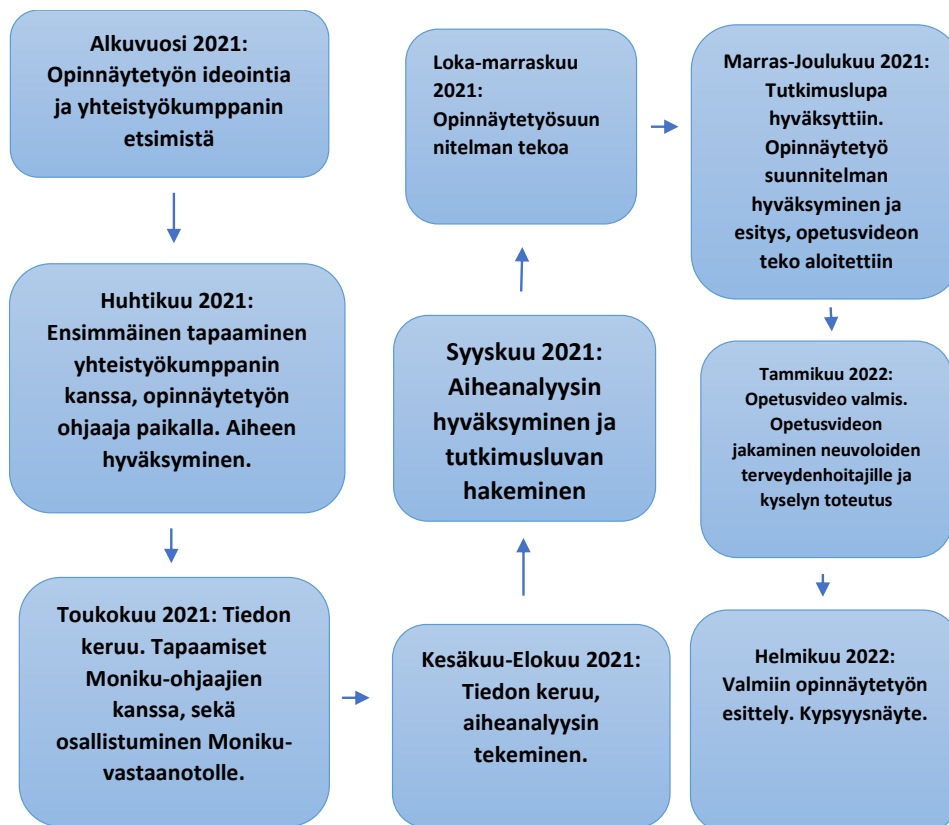 Alkuvuosi 2021:
Opinnäytetyön ideointia
ja yhteistyökumppanin
etsimistä
Huhtikuu 2021:
Ensimmäinen tapaaminen
yhteistyökumppanin
kanssa, opinnäytetyön
ohjaaja paikalla. Aiheen
hyväksyminen.
Toukokuu 2021: Tiedon
keruu. Tapaamiset
Moniku-ohjaajien
kanssa, sekä
osallistuminen Moniku-
vastaanotolle.
Kesäkuu-Elokuu 2021:
Tiedon keruu,
aiheanalyysin
tekeminen.
Syyskuu 2021:
Aiheanalyysin
hyväksyminen ja
tutkimusluvan
hakeminen
Loka-marraskuu
2021:
Opinnäytetyösuun
nitelman tekoa
Marras-Joulukuu 2021:
Tutkimuslupa
hyväksyttiin.
Opinnäytetyö
suunnitelman
hyväksyminen ja
esitys, opetusvideon
teko aloitettiin
Tammikuu 2022:
Opetusvideo valmis.
Opetusvideon
jakaminen neuvoloiden
terveydenhoitajille ja
kyselyn toteutus
Helmikuu 2022:
Valmiin opinnäytetyön
esittely. Kypsyysnäyte.